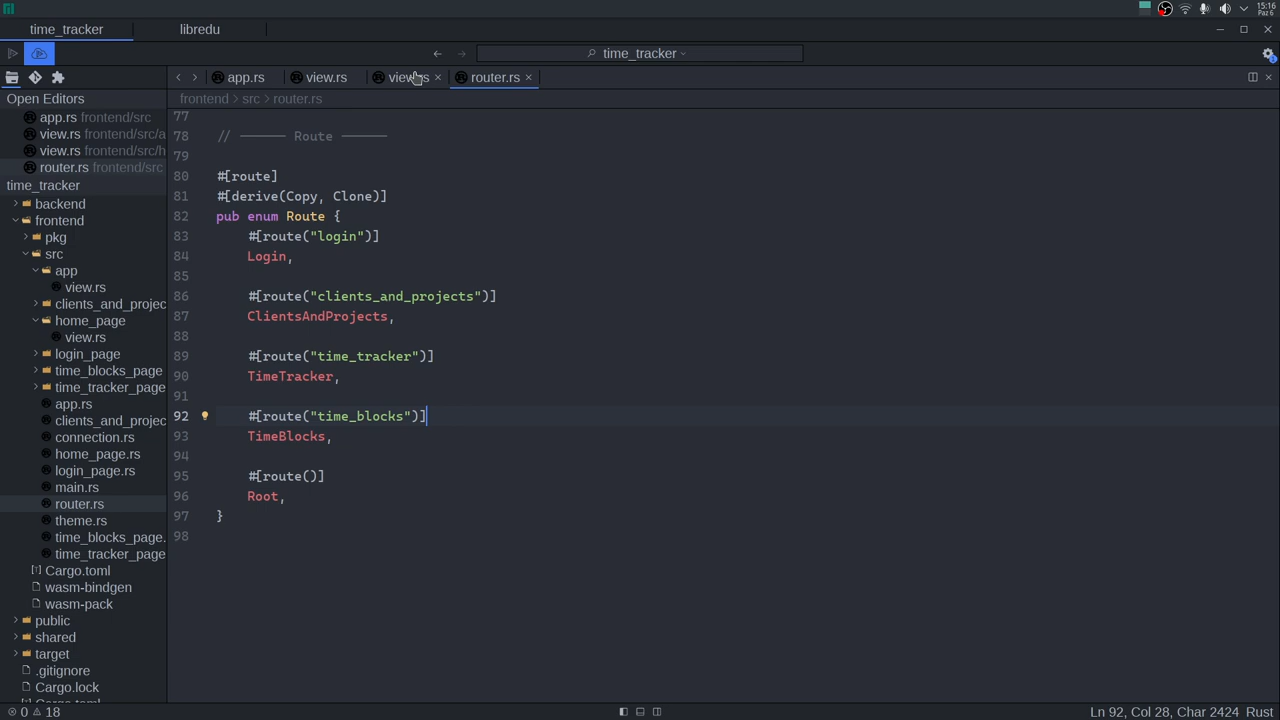 15:16
Paz 6
time_tracker
libredu
time_tracker
app.rs
view.rs
view.rs
router.rs
Open Editors
frontend > src > router.rs
app.rs frontend/src
view.rs frontend/src/a
view.rs frontend/src/h
router.rs frontend/src
time_tracker
backend
frontend
pkg
src
app
view.rs
clients_and_projec
home_page
view.rs
login_page
time_blocks_page
time_tracker_page
app.rs
clients_and_projec
connection.rs
home_page.rs
login_page.rs
main.rs
router.rs
theme.rs
time_blocks_page.
time_tracker_page
Cargo.toml
wasm-bindgen
wasm-pack
public
shared
target
.gitignore
Cargo.lock
Cargo.toml
77
78 // ────── Route ──────
79
80 #[route]
81 #[derive(Copy, Clone)]
82 pub enum Route {
83 #[route("login")]
84 Login,
85
86 #[route("clients_and_projects")]
87 ClientsAndProjects,
88
89 #[route("time_tracker")]
90 TimeTracker,
91
92 #[route("time_blocks")]
93 TimeBlocks,
94
95 #[route()]
96 Root,
97 }
98
0 18
Ln 92, Col 28, Char 2424 Rust